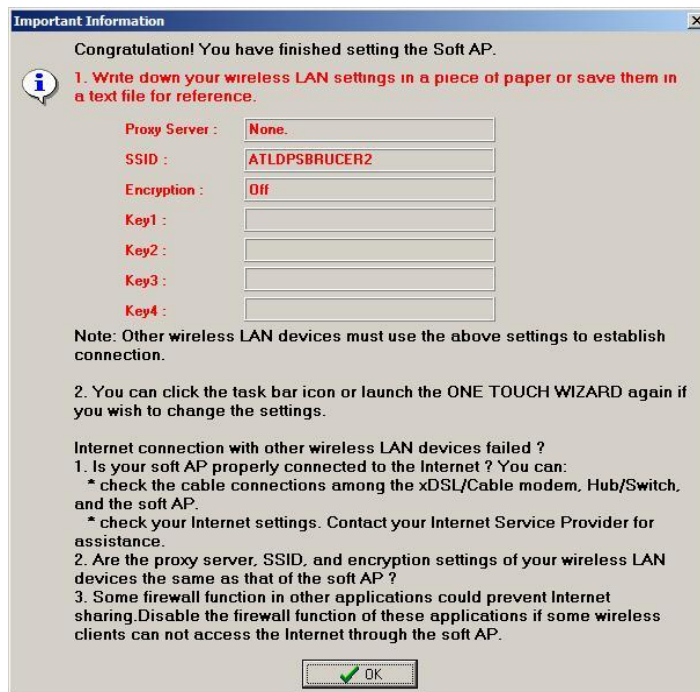 Important Information
Congratulation! You have finished setting the Soft AP.
1. Write down your wireless LAN settings in a piece of paper or save them in
a text file for reference.
Proxy Server : None.
SSID : ATLDPSBRUCER2
Encryption : Off
Key1 :
Key2 :
Key3 :
Key4 :
Note: Other wireless LAN devices must use the above settings to establish
connection.
2. You can click the task bar icon or launch the ONE TOUCH WIZARD again if
you wish to change the settings.
Internet connection with other wireless LAN devices failed ?
1. Is your soft AP properly connected to the Internet ? You can:
* check the cable connections among the xDSL/Cable modem, Hub/Switch,
and the soft AP.
* check your Internet settings. Contact your Internet Service Provider for
assistance.
2. Are the proxy server, SSID, and encryption settings of your wireless LAN
devices the same as that of the soft AP ?
3. Some firewall function in other applications could prevent Internet
sharing.Disable the firewall function of these applications if some wireless
clients can not access the Internet through the soft AP.
OK